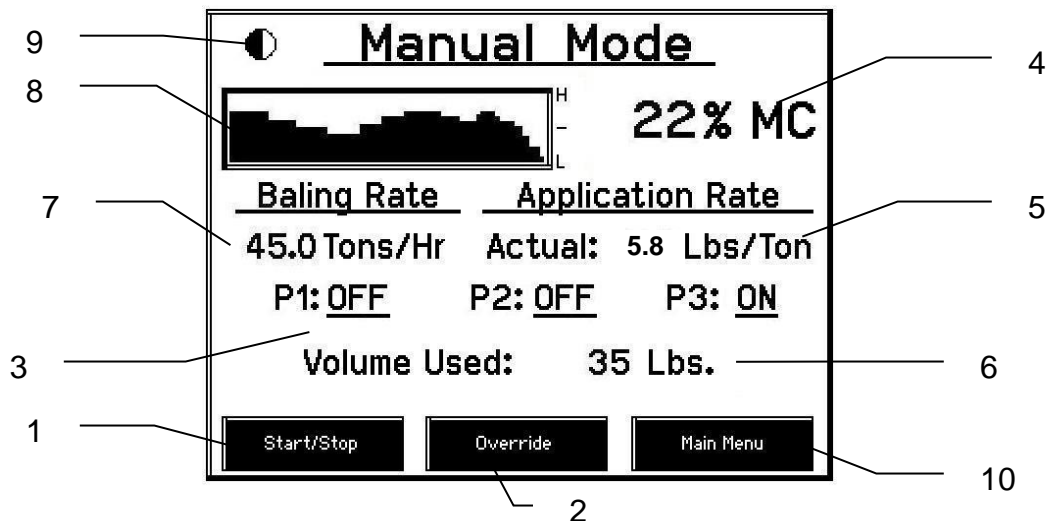 9
Manual Mode
4
8
H
-
L
22% MC
Baling Rate Application Rate
7
5
45.0 Tons/Hr Actual: 5.8 Lbs/Ton
P1: OFF P2: OFF P3: ON
3
Volume Used: 35 Lbs.
6
1
Start/Stop Override Main Menu
10
2